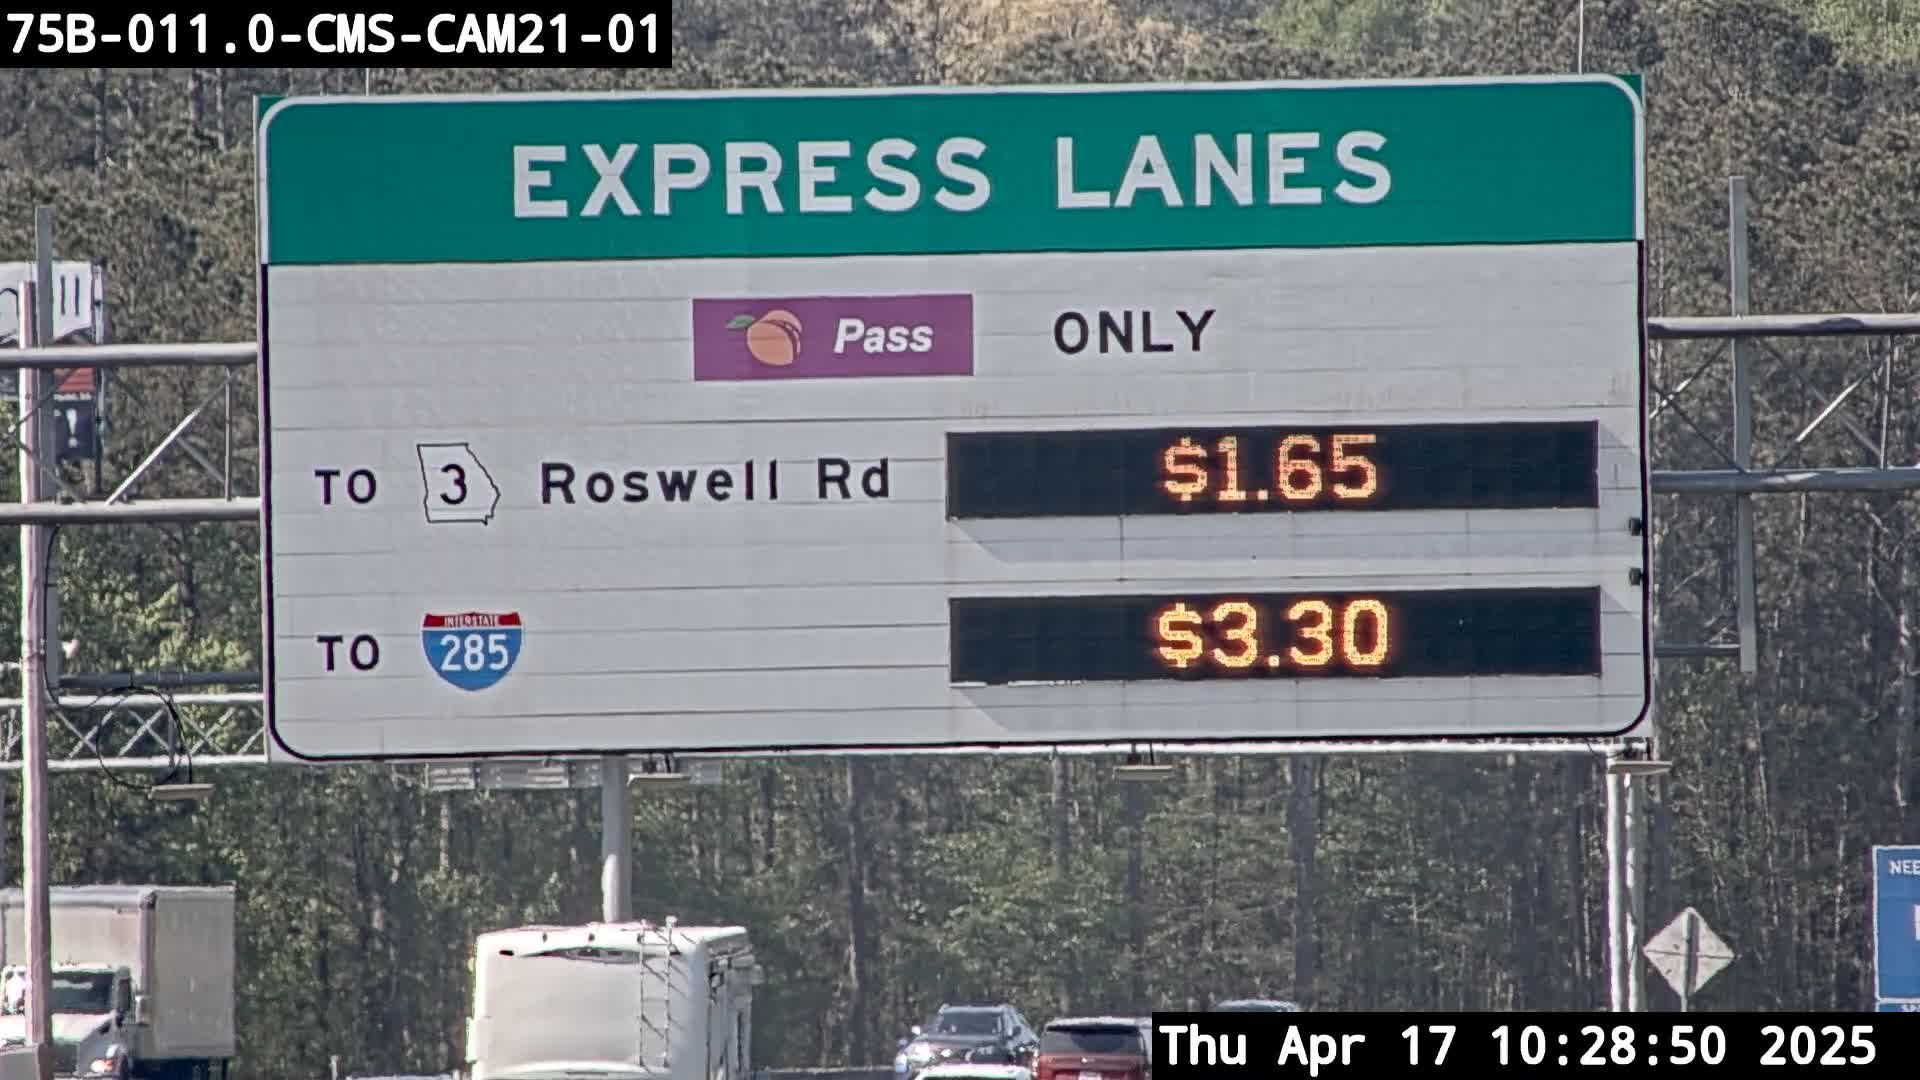 75B-011.0-CMS-CAM21-01
EXPRESS LANES
Pass ONLY
TO 3 Roswell Rd $1.65
INTERSTATE
TO 285 $3.30
NEE
Thu Apr 17 10:28:50 2025